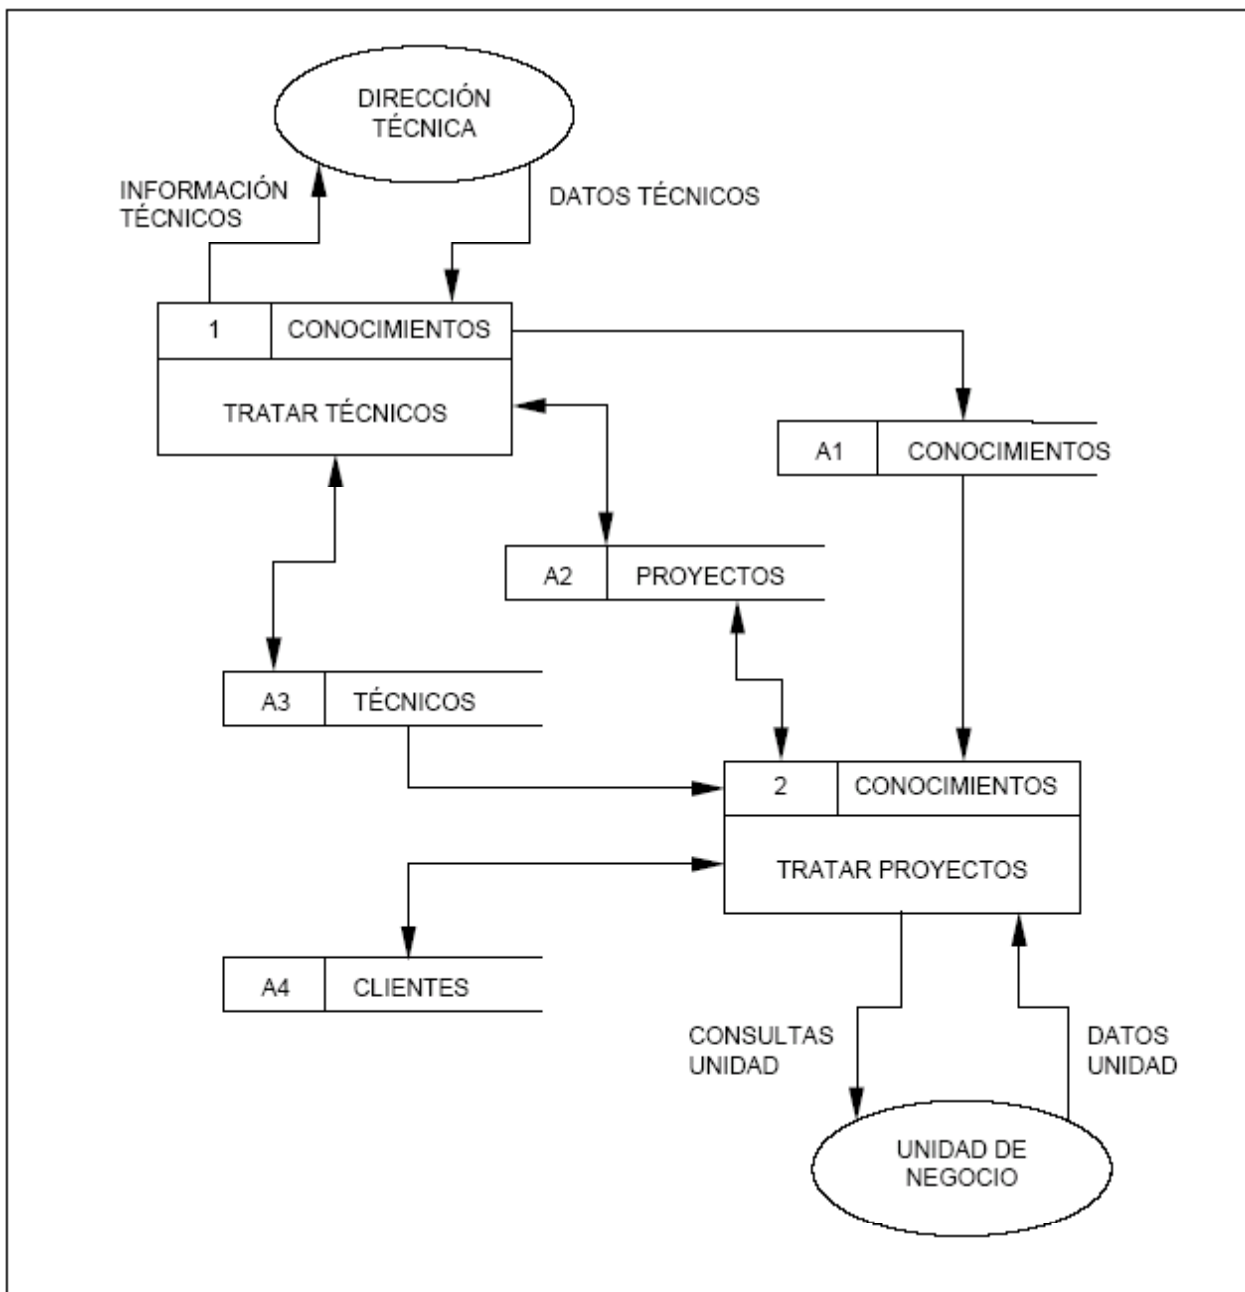 DIRECCIÓN
TÉCNICA
INFORMACIÓN
TÉCNICOS
DATOS TÉCNICOS
1
CONOCIMIENTOS
TRATAR TÉCNICOS
A1
CONOCIMIENTOS
A2
PROYECTOS
A3
TÉCNICOS
2
CONOCIMIENTOS
TRATAR PROYECTOS
A4
CLIENTES
CONSULTAS
UNIDAD
DATOS
UNIDAD
UNIDAD DE
NEGOCIO